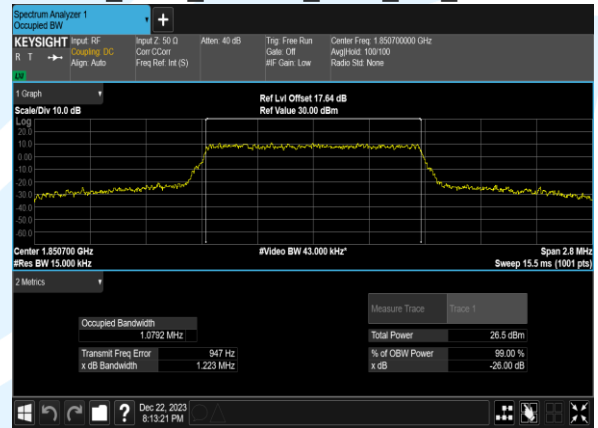 Spectrum Analyzer 1
Occupied BW
KEYSIGHT Input: RF Input Z: 50 Ω Atten: 40 dB Trig: Free Run Center Freq: 1.850700000 GHz
R T Coupling: DC Corr CCorr Gate: Off Avg|Hold: 100/100
Align: Auto Freq Ref: Int (S) #IF Gain: Low Radio Std: None
1 Graph
Ref Lvl Offset 17.64 dB
Scale/Div 10.0 dB Ref Value 30.00 dBm
Log
20.0
10.0
0.00
-10.0
-20.0
-30.0
-40.0
-50.0
-60.0
Center 1.850700 GHz #Video BW 43.000 kHz* Span 2.8 MHz
#Res BW 15.000 kHz Sweep 15.5 ms (1001 pts)
2 Metrics
Measure Trace Trace 1
Occupied Bandwidth
1.0792 MHz Total Power 26.5 dBm
Transmit Freq Error 947 Hz % of OBW Power 99.00 %
x dB Bandwidth 1.223 MHz x dB -26.00 dB
? Dec 22, 2023
8:13:21 PM